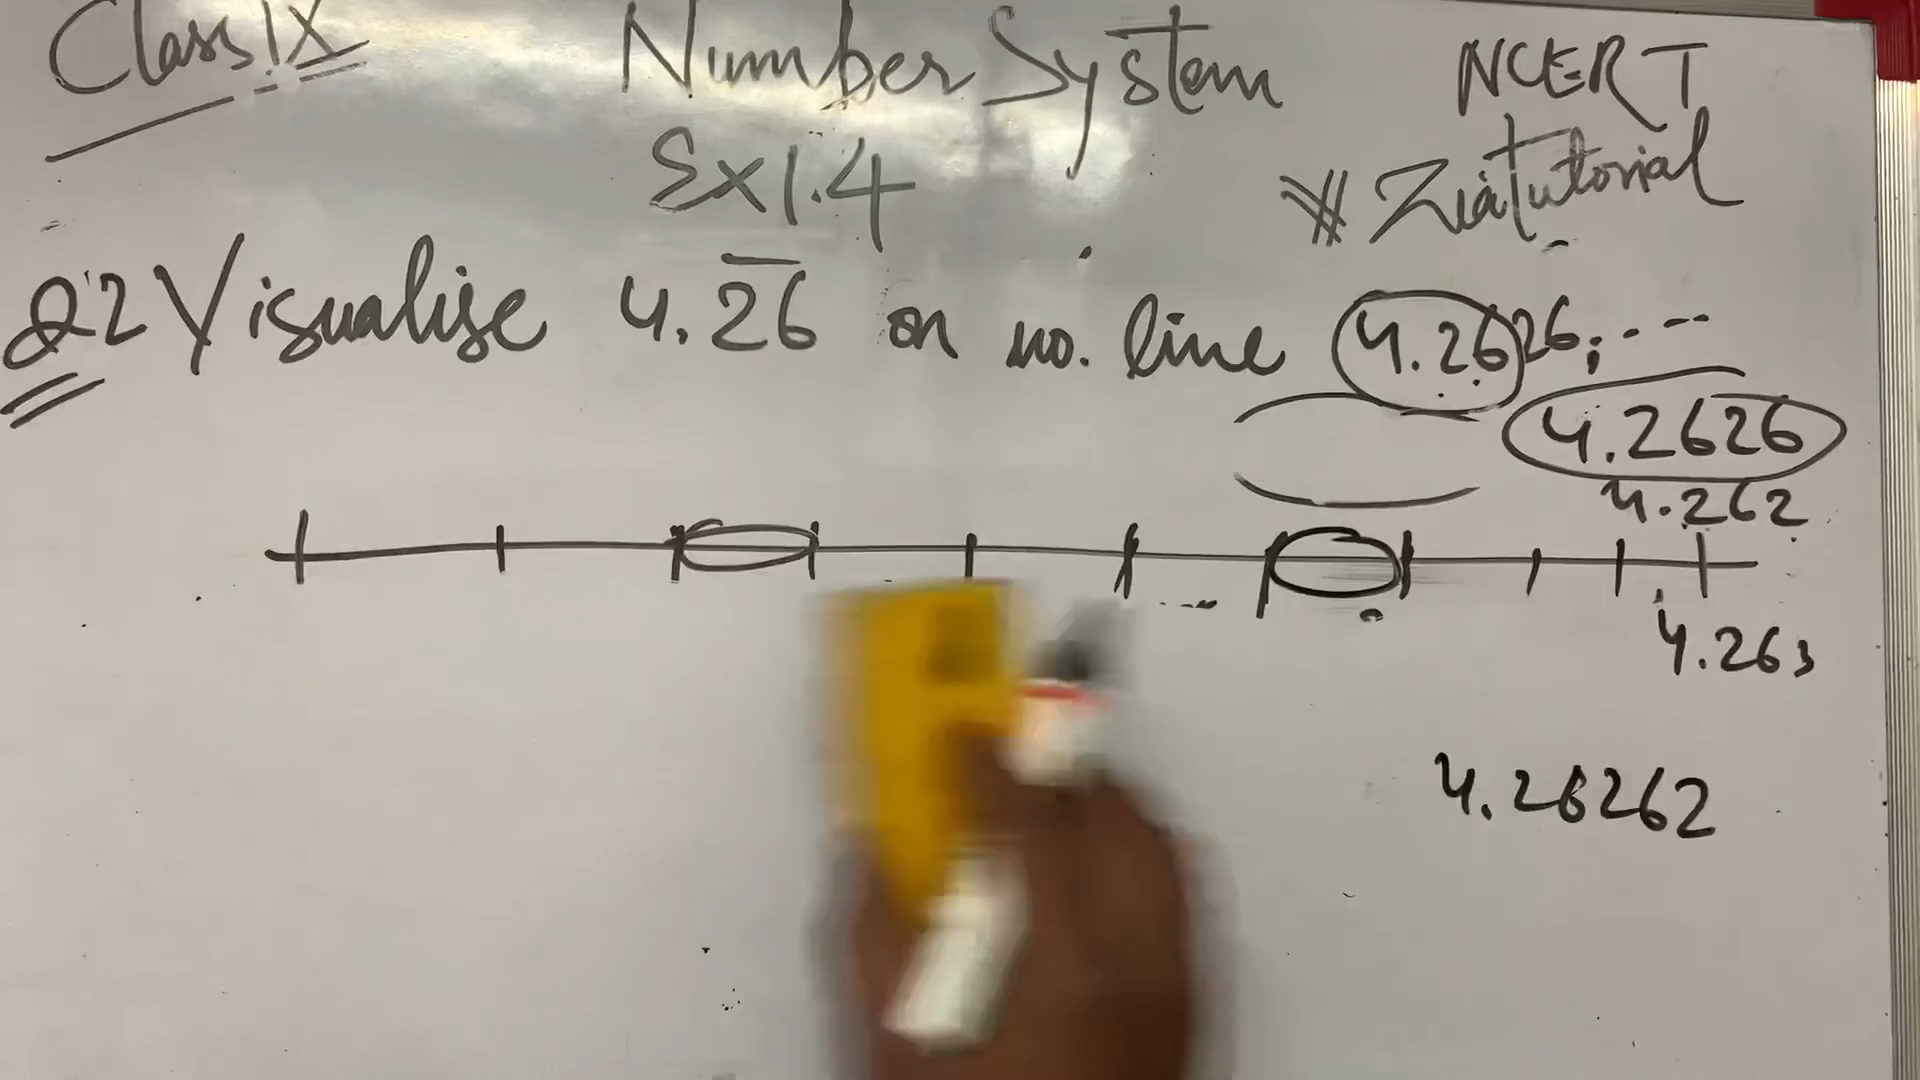 Class IX Number System NCERT
Ex 1.4 # Ziatutorial
Q2 Visualise 4.2̅6̅ on no. line 4.2626....
4.2626
4.262
4.263
4.26262